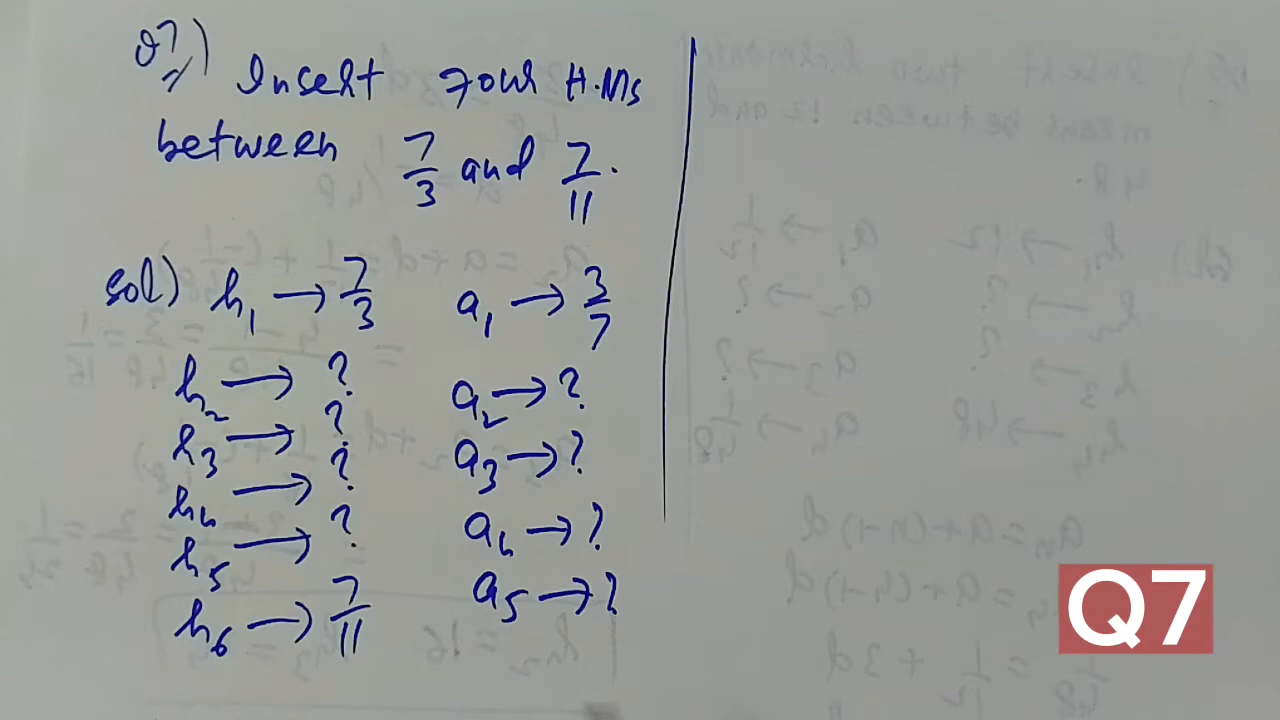 Q7)
Insert four H.Ms
between 7/3 and 7/11.
Sol) h1 → 7/3 a1 → 3/7
h2 → ? a2 → ?
h3 → ? a3 → ?
h4 → ? a4 → ?
h5 → ? a5 → ?
h6 → 7/11
Q7